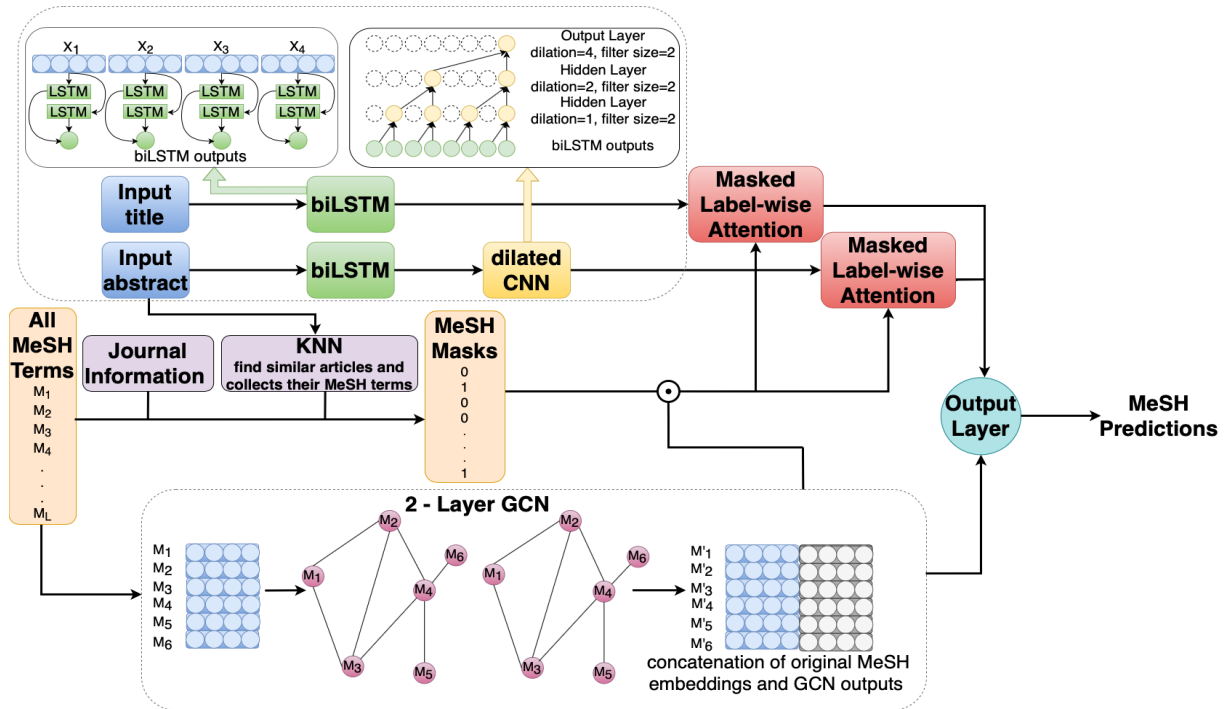 X1 X2 X3 X4
LSTM LSTM LSTM LSTM
LSTM LSTM LSTM LSTM
biLSTM outputs
Output Layer
dilation=4, filter size=2
Hidden Layer
dilation=2, filter size=2
Hidden Layer
dilation=1, filter size=2
biLSTM outputs
Input
title
biLSTM
Masked
Label-wise
Attention
Input
abstract
biLSTM
dilated
CNN
Masked
Label-wise
Attention
All
MeSH
Terms
M1
M2
M3
M4
.
.
.
ML
Journal
Information
KNN
find similar articles and
collects their MeSH terms
MeSH
Masks
0
1
0
0
.
.
.
1
Output
Layer
MeSH
Predictions
2 - Layer GCN
M1
M2
M3
M4
M5
M6
M2
M6
M1
M4
M3
M5
M2
M6
M1
M4
M3
M5
M'1
M'2
M'3
M'4
M'5
M'6
concatenation of original MeSH
embeddings and GCN outputs